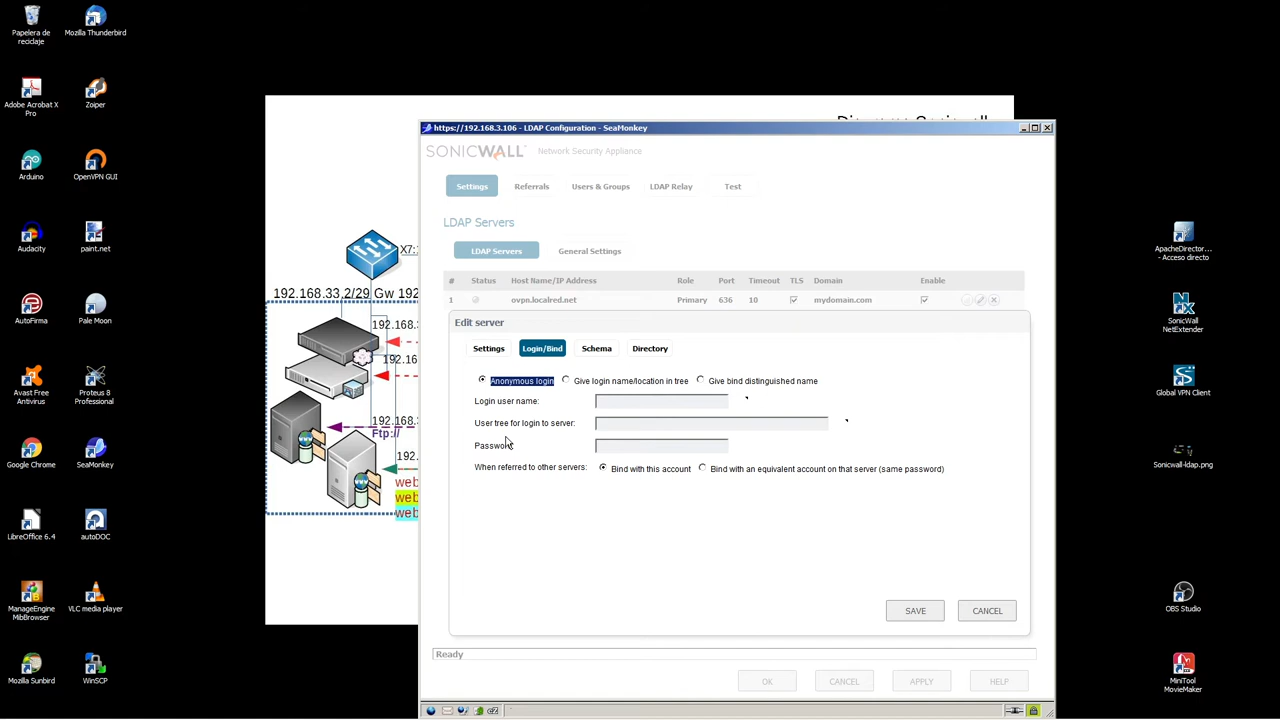 Papelera de
reciclaje
Mozilla Thunderbird
Adobe Acrobat X
Pro
Zoiper
Arduino
OpenVPN GUI
Audacity
paint.net
AutoFirma
Pale Moon
Avast Free
Antivirus
Proteus 8
Professional
Google Chrome
SeaMonkey
LibreOffice 6.4
autoDOC
ManageEngine
MibBrowser
VLC media player
Mozilla Sunbird
WinSCP
X7:
192.168.33.2/29 Gw 192
192.168.
192.16
192.168.
Ftp://
192.
web
web
web
https://192.168.3.106 - LDAP Configuration - SeaMonkey
SONICWALL Network Security Appliance
Settings Referrals Users & Groups LDAP Relay Test
LDAP Servers
LDAP Servers General Settings
# Status Host Name/IP Address Role Port Timeout TLS Domain Enable
1 ovpn.localred.net Primary 636 10 mydomain.com
Edit server
Settings Login/Bind Schema Directory
Anonymous login Give login name/location in tree Give bind distinguished name
Login user name:
User tree for login to server:
Password:
When referred to other servers: Bind with this account Bind with an equivalent account on that server (same password)
SAVE CANCEL
Ready
OK CANCEL APPLY HELP
ApacheDirector...
- Acceso directo
SonicWall
NetExtender
Global VPN Client
Sonicwall-ldap.png
OBS Studio
MiniTool
MovieMaker